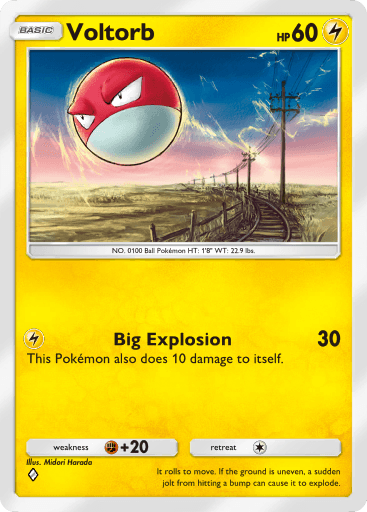 BASIC Voltorb HP 60
NO. 0100 Ball Pokémon HT: 1'8" WT: 22.9 lbs.
Big Explosion 30
This Pokémon also does 10 damage to itself.
weakness +20 retreat
Illus. Midori Harada
It rolls to move. If the ground is uneven, a sudden
jolt from hitting a bump can cause it to explode.